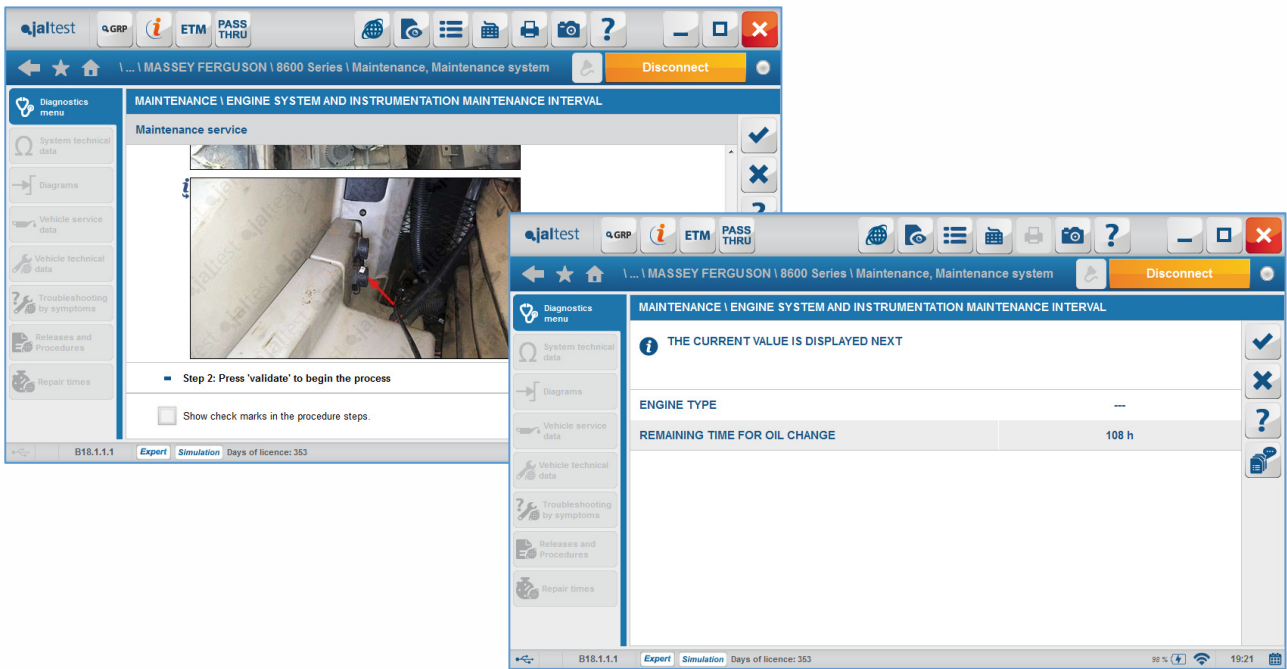 jaltest GRP i ETM PASS THRU ?
\ ... \ MASSEY FERGUSON \ 8600 Series \ Maintenance, Maintenance system Disconnect
Diagnostics menu
MAINTENANCE \ ENGINE SYSTEM AND INSTRUMENTATION MAINTENANCE INTERVAL
System technical data
Maintenance service
Diagrams
Vehicle service data
Vehicle technical data
Troubleshooting by symptoms
Releases and Procedures
Repair times
jaltest
jaltest
Step 2: Press 'validate' to begin the process
Show check marks in the procedure steps.
B18.1.1.1 Expert Simulation Days of licence: 353
jaltest GRP i ETM PASS THRU ?
\ ... \ MASSEY FERGUSON \ 8600 Series \ Maintenance, Maintenance system Disconnect
Diagnostics menu
MAINTENANCE \ ENGINE SYSTEM AND INSTRUMENTATION MAINTENANCE INTERVAL
System technical data
Diagrams
Vehicle service data
Vehicle technical data
Troubleshooting by symptoms
Releases and Procedures
Repair times
i THE CURRENT VALUE IS DISPLAYED NEXT
ENGINE TYPE ---
REMAINING TIME FOR OIL CHANGE 108 h
?
B18.1.1.1 Expert Simulation Days of licence: 353 98 % 19:21